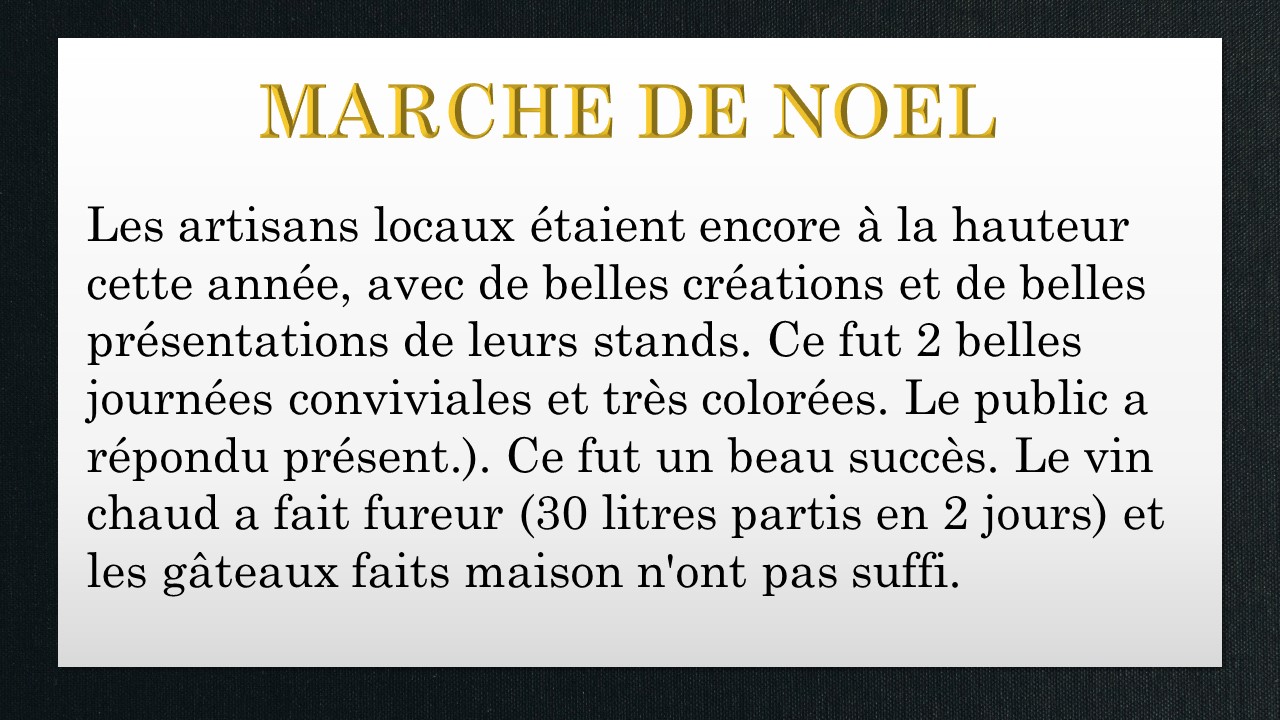 MARCHE DE NOEL
Les artisans locaux étaient encore à la hauteur
cette année, avec de belles créations et de belles
présentations de leurs stands. Ce fut 2 belles
journées conviviales et très colorées. Le public a
répondu présent.). Ce fut un beau succès. Le vin
chaud a fait fureur (30 litres partis en 2 jours) et
les gâteaux faits maison n'ont pas suffi.